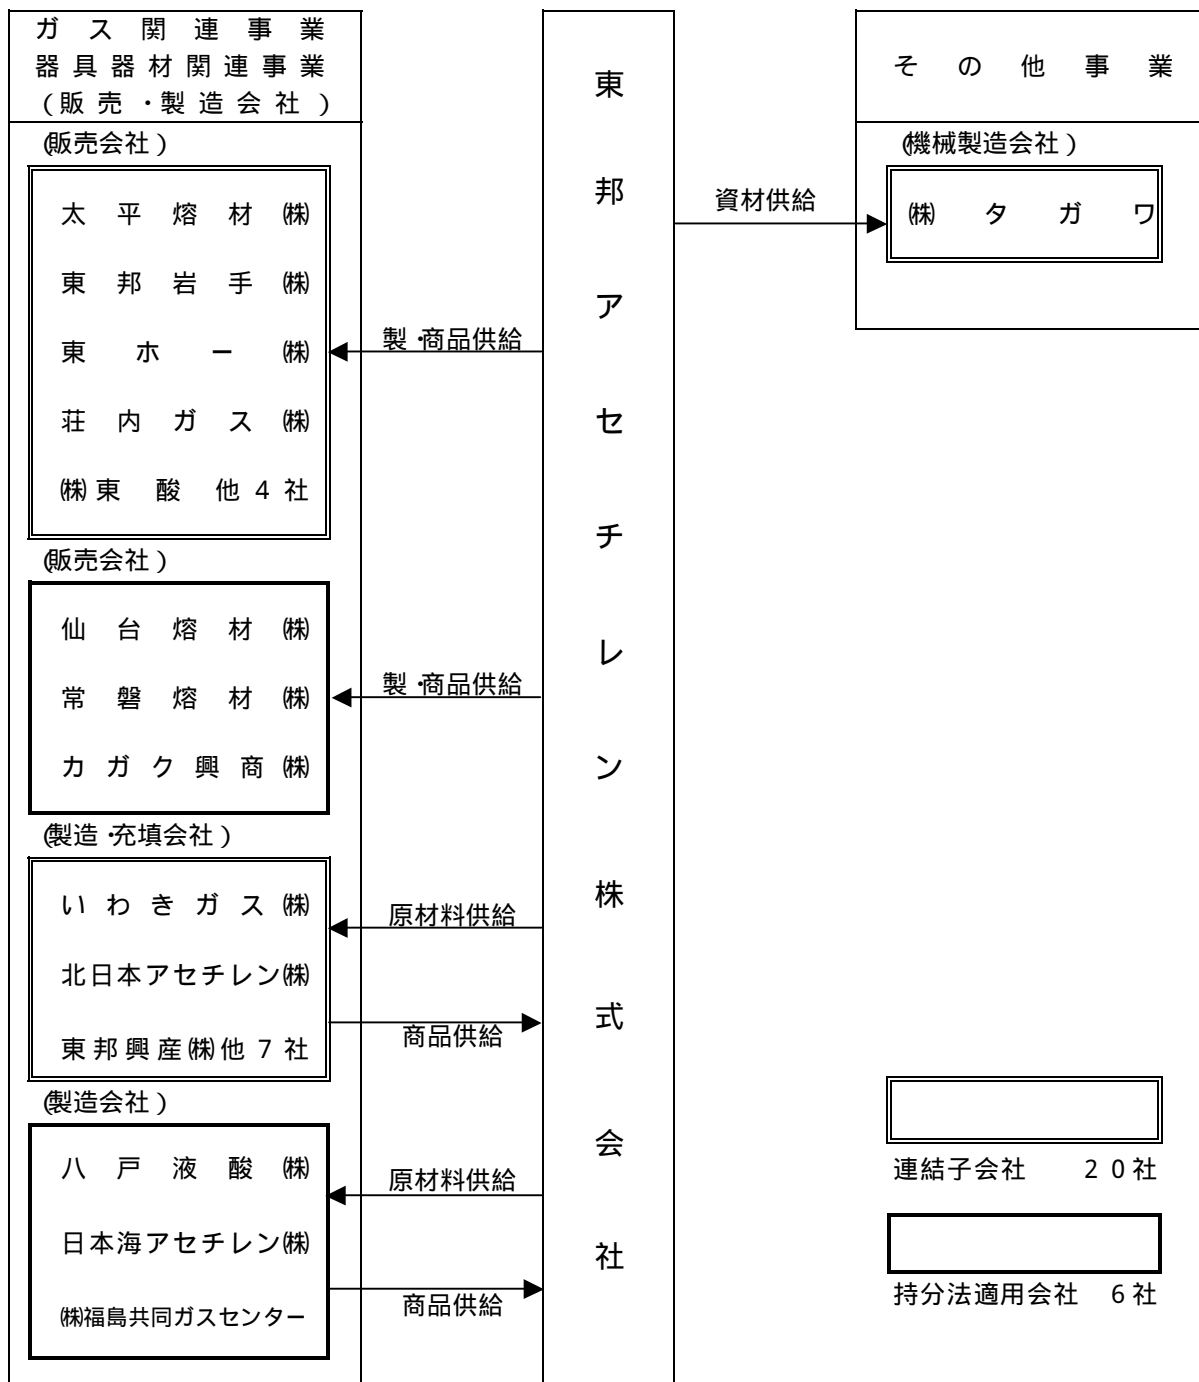 ガス関連事業
器具器材関連事業
(販売・製造会社)
(販売会社)
太平熔材㈱
東邦岩手㈱
東ホー㈱
荘内ガス㈱
㈱東酸他4社
(販売会社)
仙台熔材㈱
常磐熔材㈱
カガク興商㈱
(製造・充填会社)
いわきガス㈱
北日本アセチレン㈱
東邦興産㈱他7社
(製造会社)
八戸液酸㈱
日本海アセチレン㈱
㈱福島共同ガスセンター
製・商品供給
製・商品供給
原材料供給
商品供給
原材料供給
商品供給
東邦アセチレン株式会社
資材供給
その他事業
(機械製造会社)
㈱タガワ
連結子会社 20社
持分法適用会社 6社